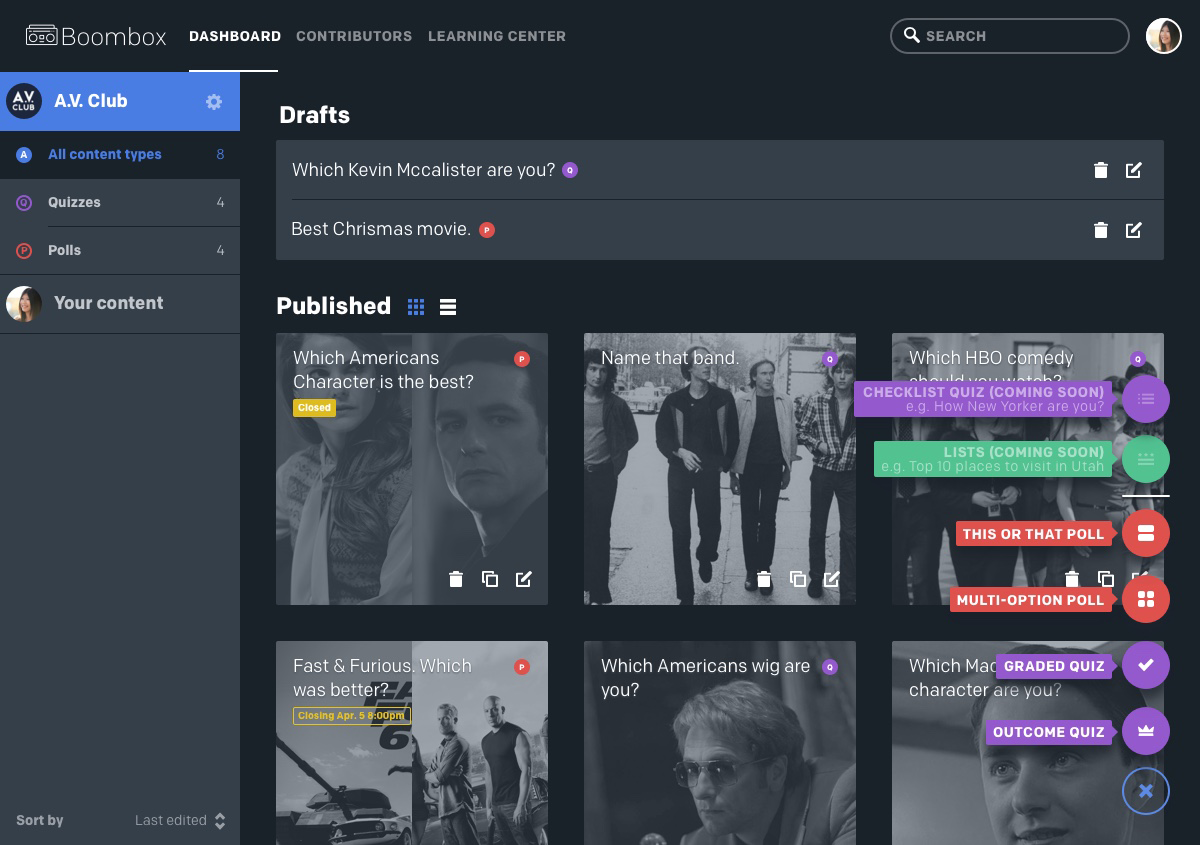 Boombox
DASHBOARD
CONTRIBUTORS
LEARNING CENTER
SEARCH
A.V. CLUB
A.V. Club
A All content types 8
Q Quizzes 4
P Polls 4
Your content
Sort by
Last edited
Drafts
Which Kevin Mccalister are you? Q
Best Chrismas movie. P
Published
Which Americans P
Character is the best?
Closed
Name that band. Q
Which HBO comedy Q
should you watch?
CHECKLIST QUIZ (COMING SOON)
e.g. How New Yorker are you?
LISTS (COMING SOON)
e.g. Top 10 places to visit in Utah
THIS OR THAT POLL
MULTI-OPTION POLL
Fast & Furious. Which P
was better?
Closing Apr. 5 8:00pm
6
Which Americans wig are Q
you?
Which Mad
character are you?
GRADED QUIZ
OUTCOME QUIZ